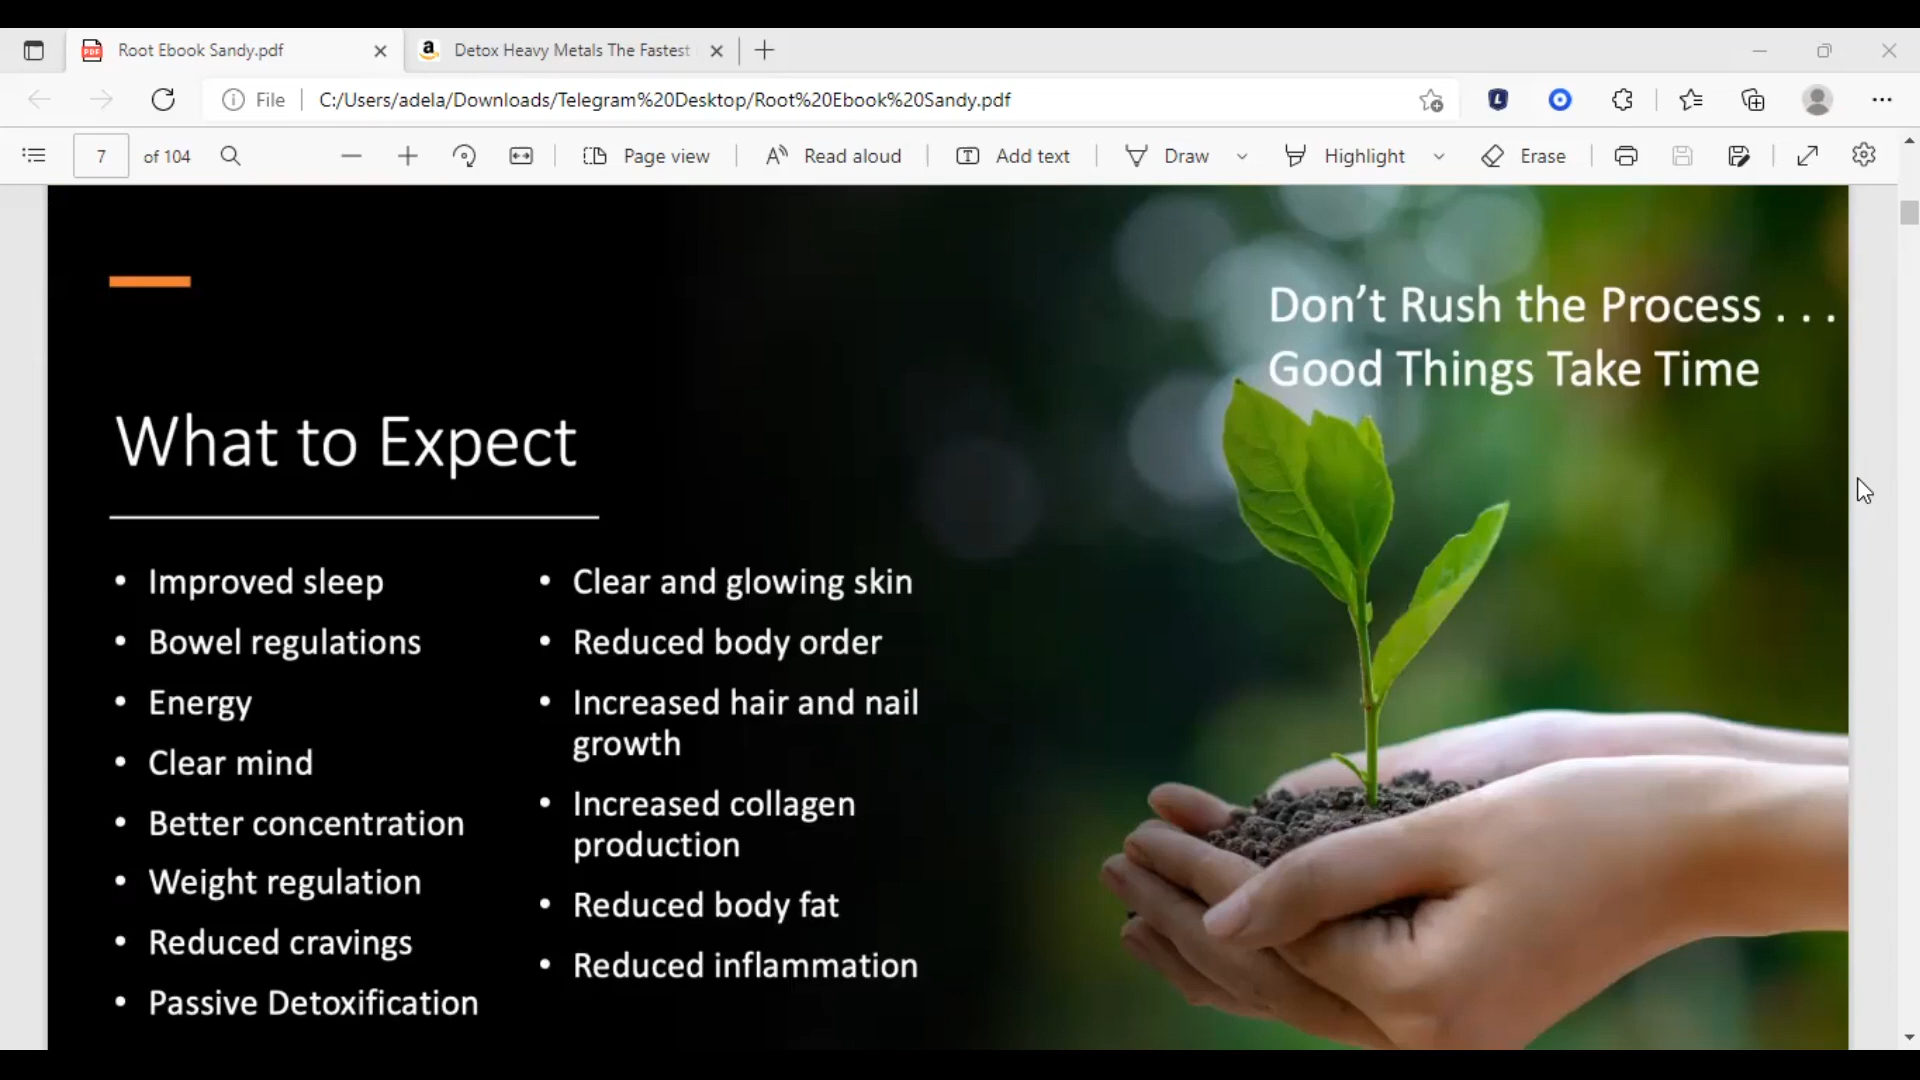 Root Ebook Sandy.pdf
Detox Heavy Metals The Fastest
File
C:/Users/adela/Downloads/Telegram%20Desktop/Root%20Ebook%20Sandy.pdf
7 of 104
Page view
Read aloud
Add text
Draw
Highlight
Erase
Don’t Rush the Process . . .
Good Things Take Time
What to Expect
• Improved sleep
• Bowel regulations
• Energy
• Clear mind
• Better concentration
• Weight regulation
• Reduced cravings
• Passive Detoxification
• Clear and glowing skin
• Reduced body order
• Increased hair and nail
growth
• Increased collagen
production
• Reduced body fat
• Reduced inflammation